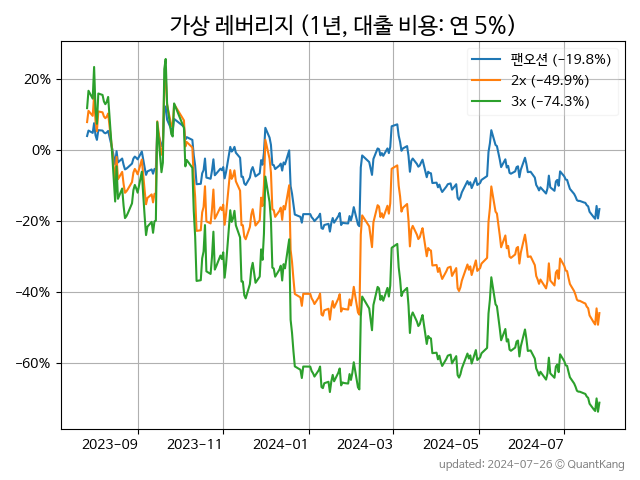 가상 레버리지 (1년, 대출 비용: 연 5%)
팬오션 (−19.8%)
2x (−49.9%)
3x (−74.3%)
20%
0%
−20%
−40%
−60%
2023-09
2023-11
2024-01
2024-03
2024-05
2024-07
updated: 2024-07-26 © QuantKang